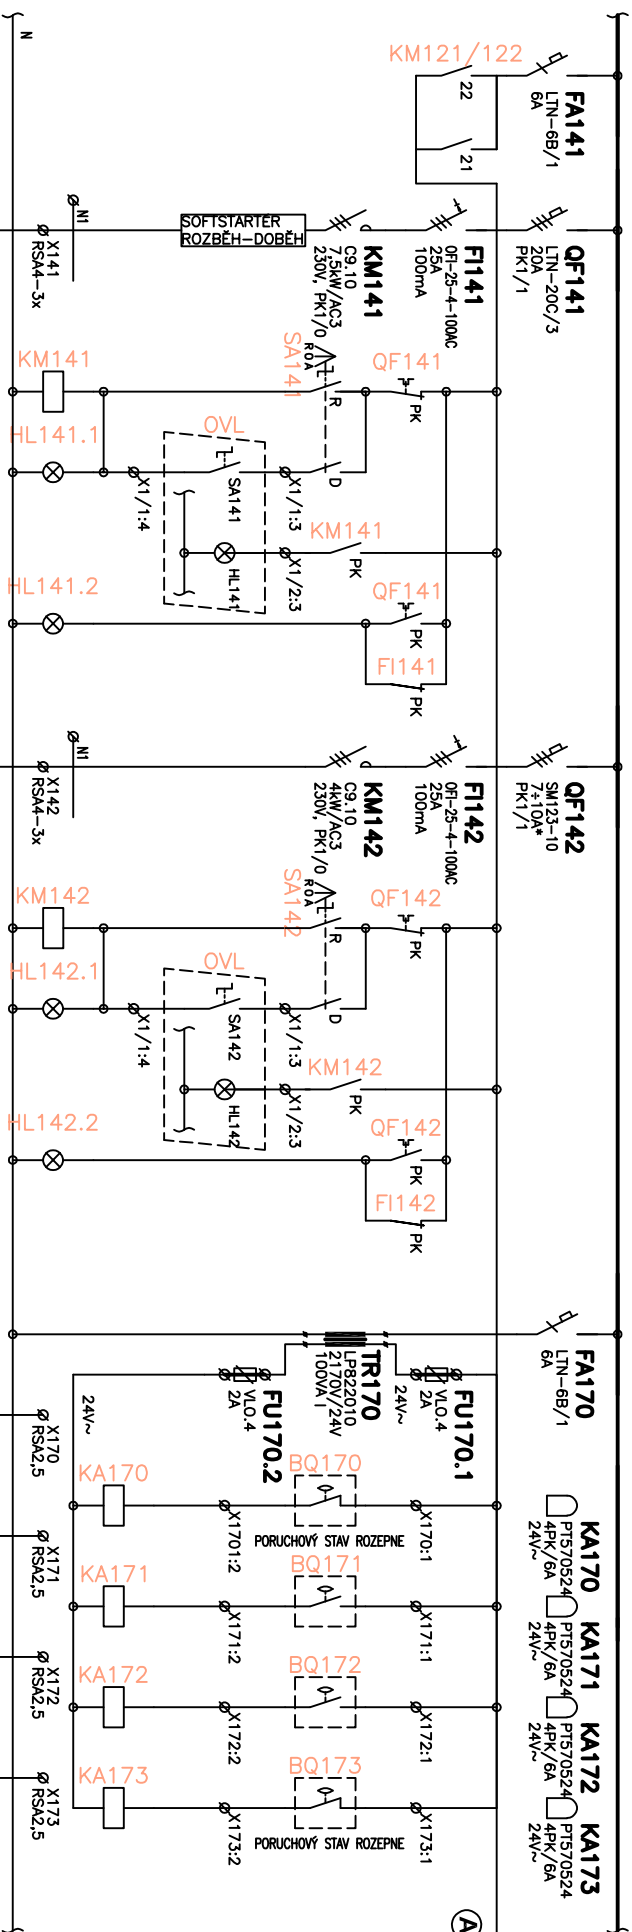 N
KM121/122
22
21
FA141
LTN-6B/1
6A
QF141
LTN-20C/3
20A
PK1/1
FI141
OFI-25-4-100AC
25A
100mA
KM141
C9.10
7,5kW/AC3
230V, PK1/0
SOFTSTARTER
ROZBĚH-DOBĚH
N1
X141
RSA4-3x
SA141
R O A
R
D
QF141
PK
KM141
HL141.1
OVL
SA141
HL141
X1/1:3
X1/1:4
X1/2:3
KM141
PK
QF141
PK
FI141
PK
HL141.2
QF142
SM123-10
7÷10A*
PK1/1
FI142
OFI-25-4-100AC
25A
100mA
KM142
C9.10
4kW/AC3
230V, PK1/0
N1
X142
RSA4-3x
SA142
R O A
R
D
QF142
PK
KM142
HL142.1
OVL
SA142
HL142
X1/1:3
X1/1:4
X1/2:3
KM142
PK
QF142
PK
FI142
PK
HL142.2
FA170
LTN-6B/1
6A
TR170
LP822010
2170V/24V
100VA I
FU170.1
VLO.4
2A
24V~
FU170.2
VLO.4
2A
24V~
KA170
PT570524
4PK/6A
24V~
KA171
PT570524
4PK/6A
24V~
KA172
PT570524
4PK/6A
24V~
KA173
PT570524
4PK/6A
24V~
X170:1
BQ170
PORUCHOVÝ STAV ROZEPNE
X1701:2
KA170
X170
RSA2,5
X171:1
BQ171
X171:2
KA171
X171
RSA2,5
X172:1
BQ172
X172:2
KA172
X172
RSA2,5
X173:1
BQ173
PORUCHOVÝ STAV ROZEPNE
X173:2
KA173
X173
RSA2,5
A